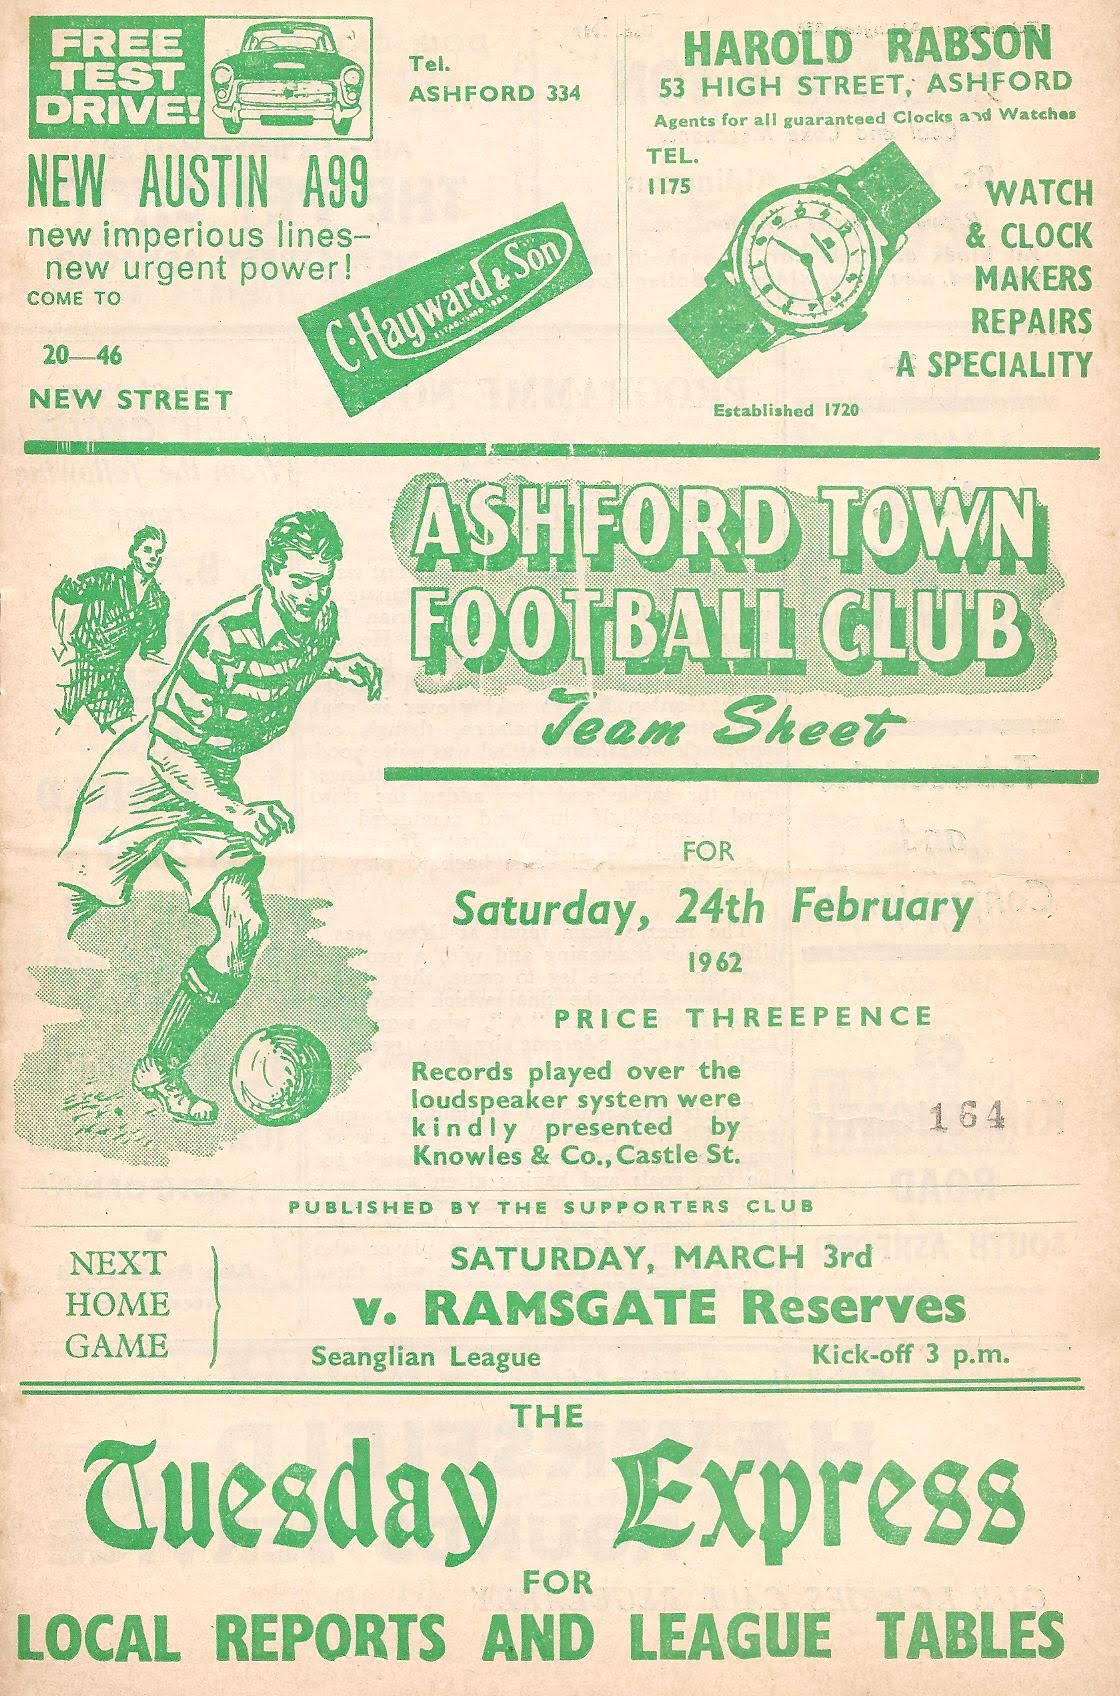 FREE
TEST
DRIVE!
NEW AUSTIN A99
new imperious lines–
new urgent power!
COME TO
20—46
NEW STREET
Tel.
ASHFORD 334
C. Hayward & Son
HAROLD RABSON
53 HIGH STREET, ASHFORD
Agents for all guaranteed Clocks and Watches
TEL.
1175
WATCH
& CLOCK
MAKERS
REPAIRS
A SPECIALITY
Established 1720
ASHFORD TOWN
FOOTBALL CLUB
Team Sheet
FOR
Saturday, 24th February
1962
PRICE THREEPENCE
Records played over the
loudspeaker system were
kindly presented by
Knowles & Co., Castle St.
164
PUBLISHED BY THE SUPPORTERS CLUB
NEXT
HOME
GAME
SATURDAY, MARCH 3rd
v. RAMSGATE Reserves
Seanglian League Kick-off 3 p.m.
THE
Tuesday Express
FOR
LOCAL REPORTS AND LEAGUE TABLES